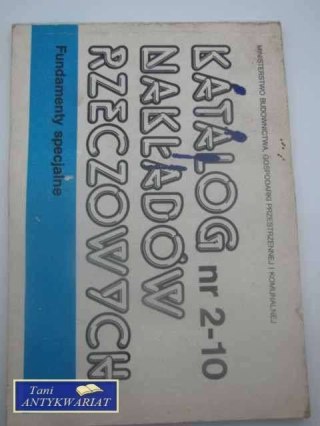 MINISTERSTWO BUDOWNICTWA, GOSPODARKI PRZESTRZENNEJ I KOMUNALNEJ
KATALOG nr 2-10
NAKŁADÓW
RZECZOWYCH
Fundamenty specjalne
Tani
ANTYKWARIAT